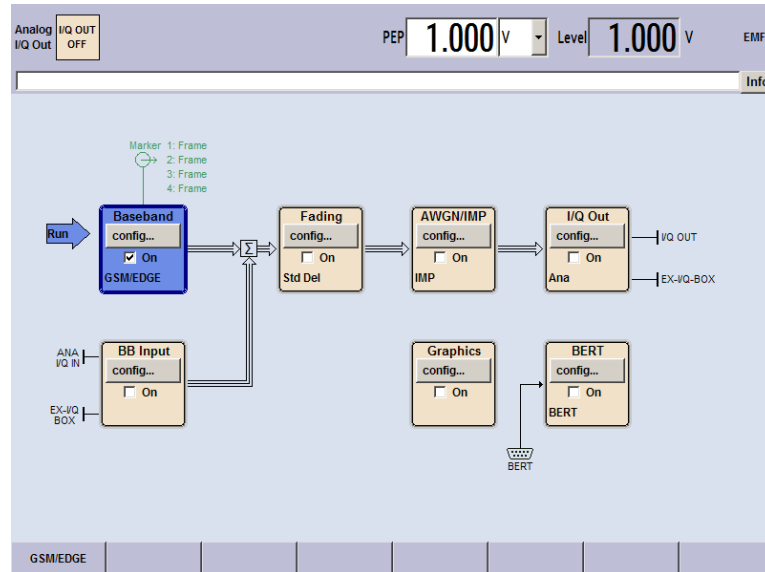 Analog I/Q OUT
I/Q Out OFF
PEP 1.000 V Level 1.000 V EMF
Info
Marker 1: Frame
2: Frame
3: Frame
4: Frame
Run
Baseband
config...
On
GSM/EDGE
Σ
Fading
config...
On
Std Del
AWGN/IMP
config...
On
IMP
I/Q Out
config...
On
Ana
I/Q OUT
EX-I/Q-BOX
ANA
I/Q IN
EX-I/Q
BOX
BB Input
config...
On
Graphics
config...
On
BERT
config...
On
BERT
BERT
GSM/EDGE